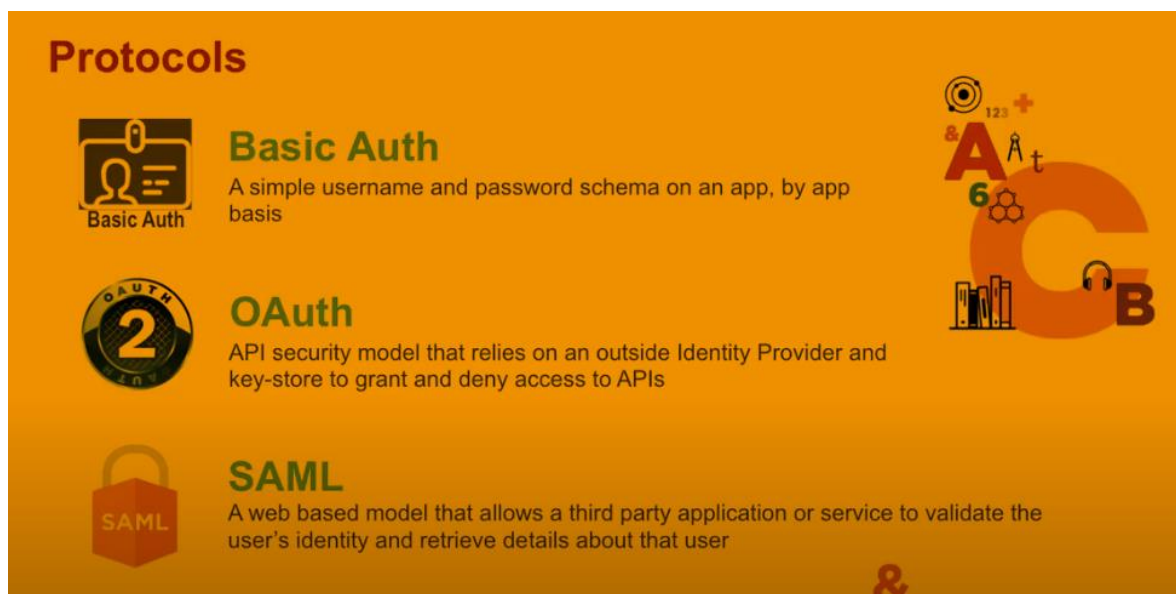 Protocols
Basic Auth
A simple username and password schema on an app, by app
basis
Basic Auth
OAUTH
2
OAUTH
OAuth
API security model that relies on an outside Identity Provider and
key-store to grant and deny access to APIs
SAML
SAML
A web based model that allows a third party application or service to validate the
user's identity and retrieve details about that user
123 +
& A t
6
C
B
&